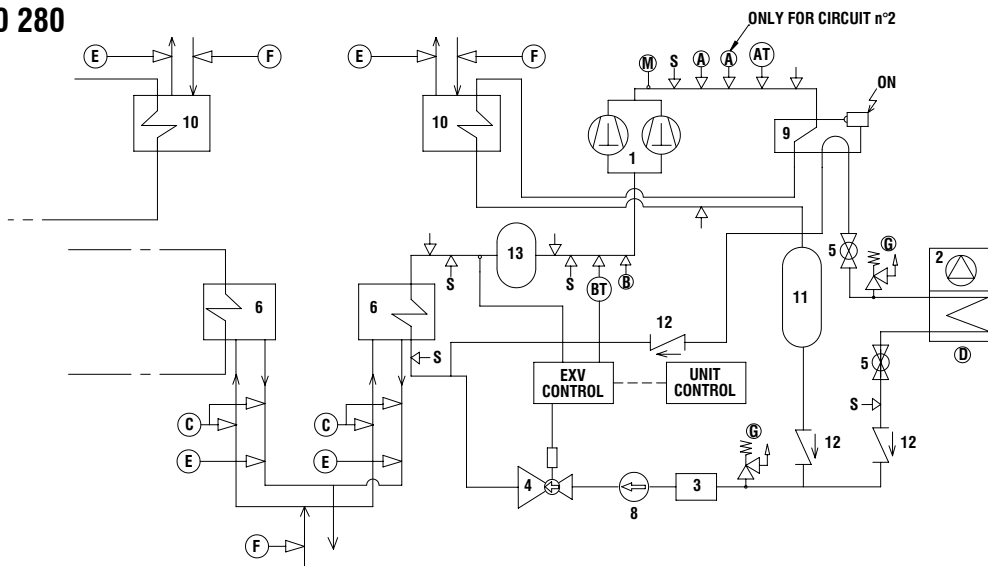 0 280
ONLY FOR CIRCUIT n°2
E F E F M S A A AT
ON
10 10 1 9
13 5 G 2
S S BT B 11
6 6 12 D
S 5
EXV CONTROL
UNIT CONTROL
S
C C G 12 12
E E 4 8 3
F